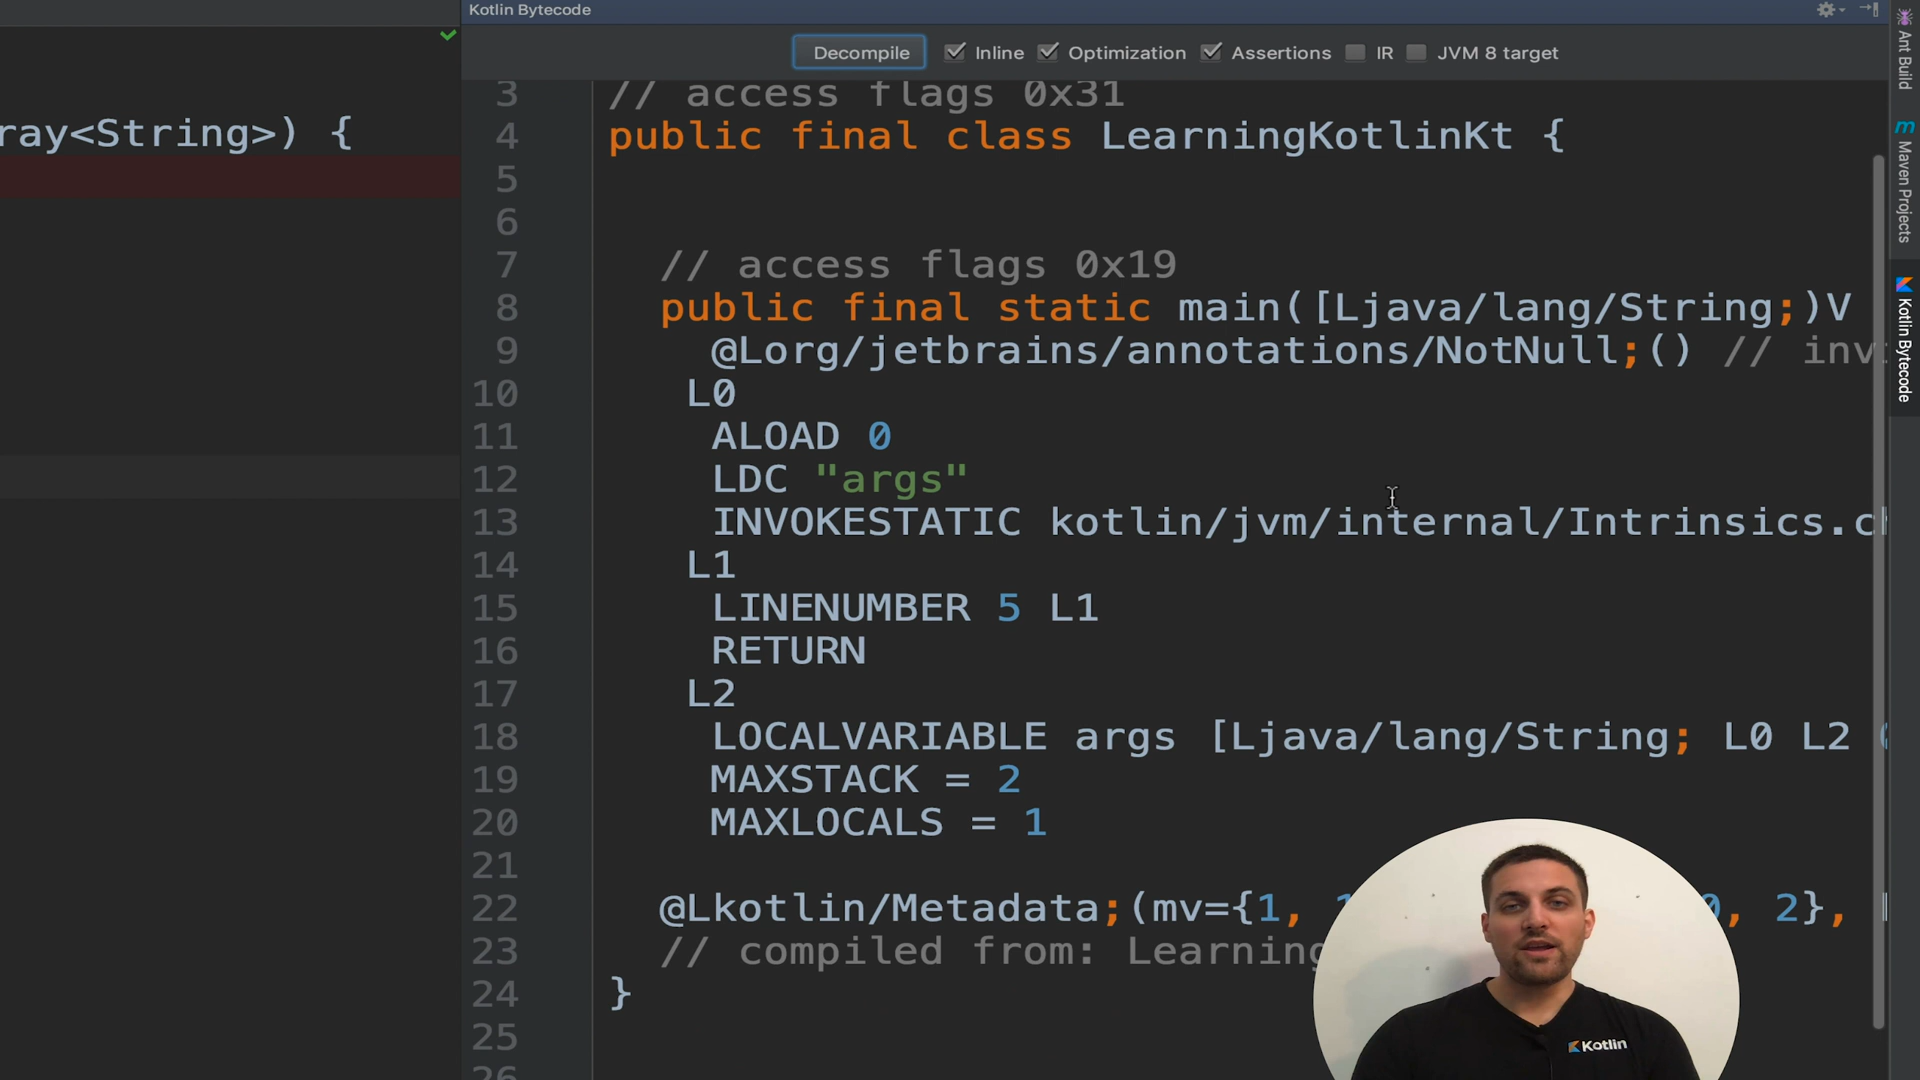 Kotlin Bytecode
Decompile Inline Optimization Assertions IR JVM 8 target
ray<String>) {
3 // access flags 0x31
4 public final class LearningKotlinKt {
5
6
7 // access flags 0x19
8 public final static main([Ljava/lang/String;)V
9 @Lorg/jetbrains/annotations/NotNull;() // inv
10 L0
11 ALOAD 0
12 LDC "args"
13 INVOKESTATIC kotlin/jvm/internal/Intrinsics.ch
14 L1
15 LINENUMBER 5 L1
16 RETURN
17 L2
18 LOCALVARIABLE args [Ljava/lang/String; L0 L2
19 MAXSTACK = 2
20 MAXLOCALS = 1
21
22 @Lkotlin/Metadata;(mv={1, 1 0, 2},
23 // compiled from: Learning
24 }
25
26
Ant Build
Maven Projects
Kotlin Bytecode
Kotlin